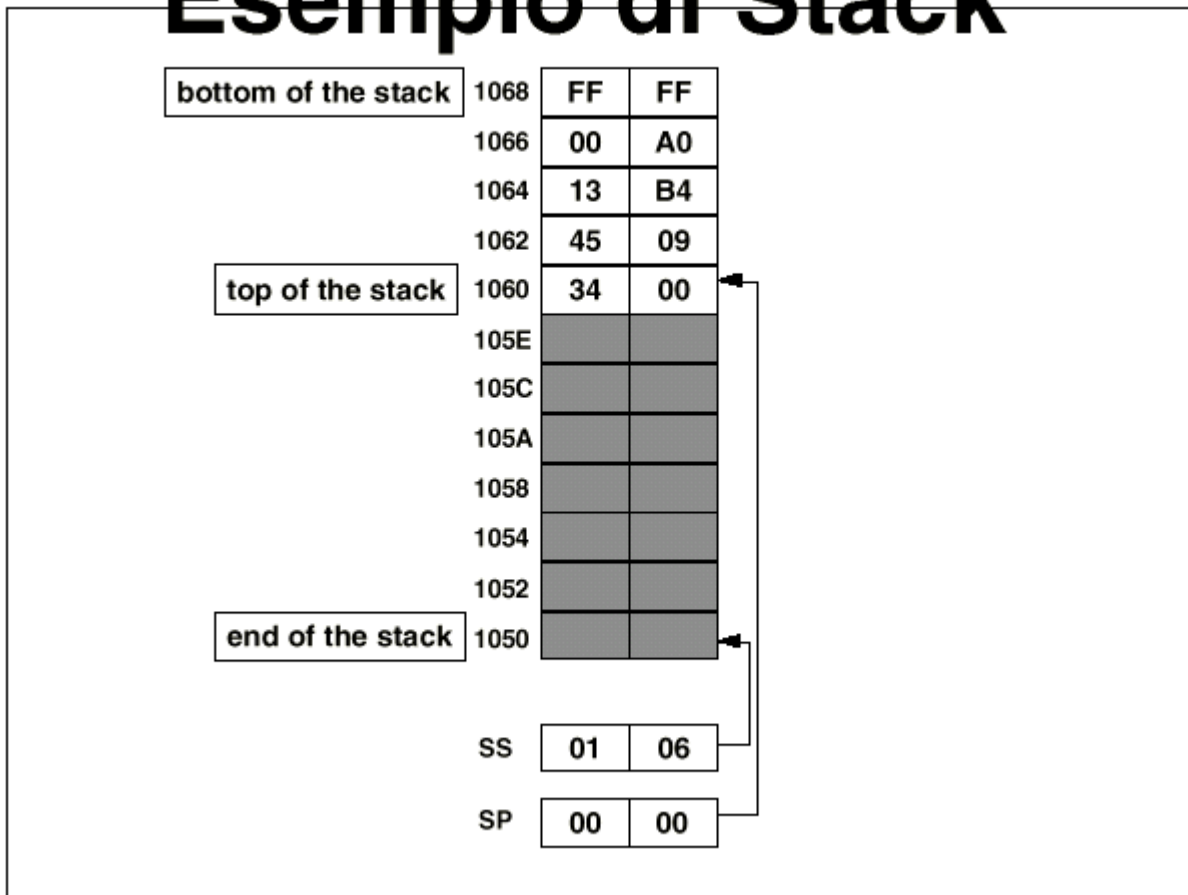 Esempio di Stack
bottom of the stack 1068 FF FF
1066 00 A0
1064 13 B4
1062 45 09
top of the stack 1060 34 00
105E
105C
105A
1058
1054
1052
end of the stack 1050
SS 01 06
SP 00 00